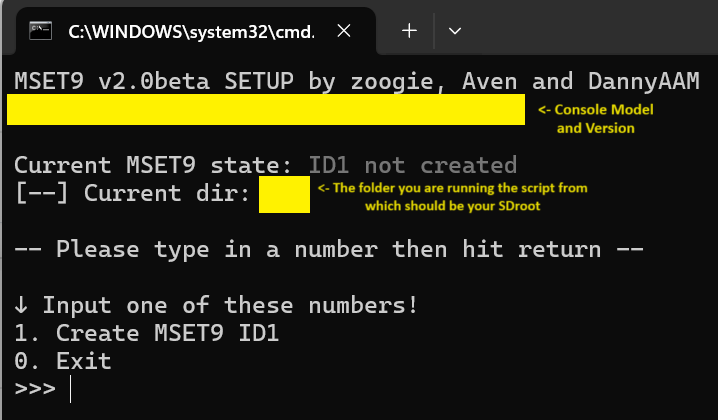 C:\WINDOWS\system32\cmd.
MSET9 v2.0beta SETUP by zoogie, Aven and DannyAAM
<- Console Model
and Version
Current MSET9 state: ID1 not created
[--] Current dir:
<- The folder you are running the script from
which should be your SDroot
-- Please type in a number then hit return --
↓ Input one of these numbers!
1. Create MSET9 ID1
0. Exit
>>>